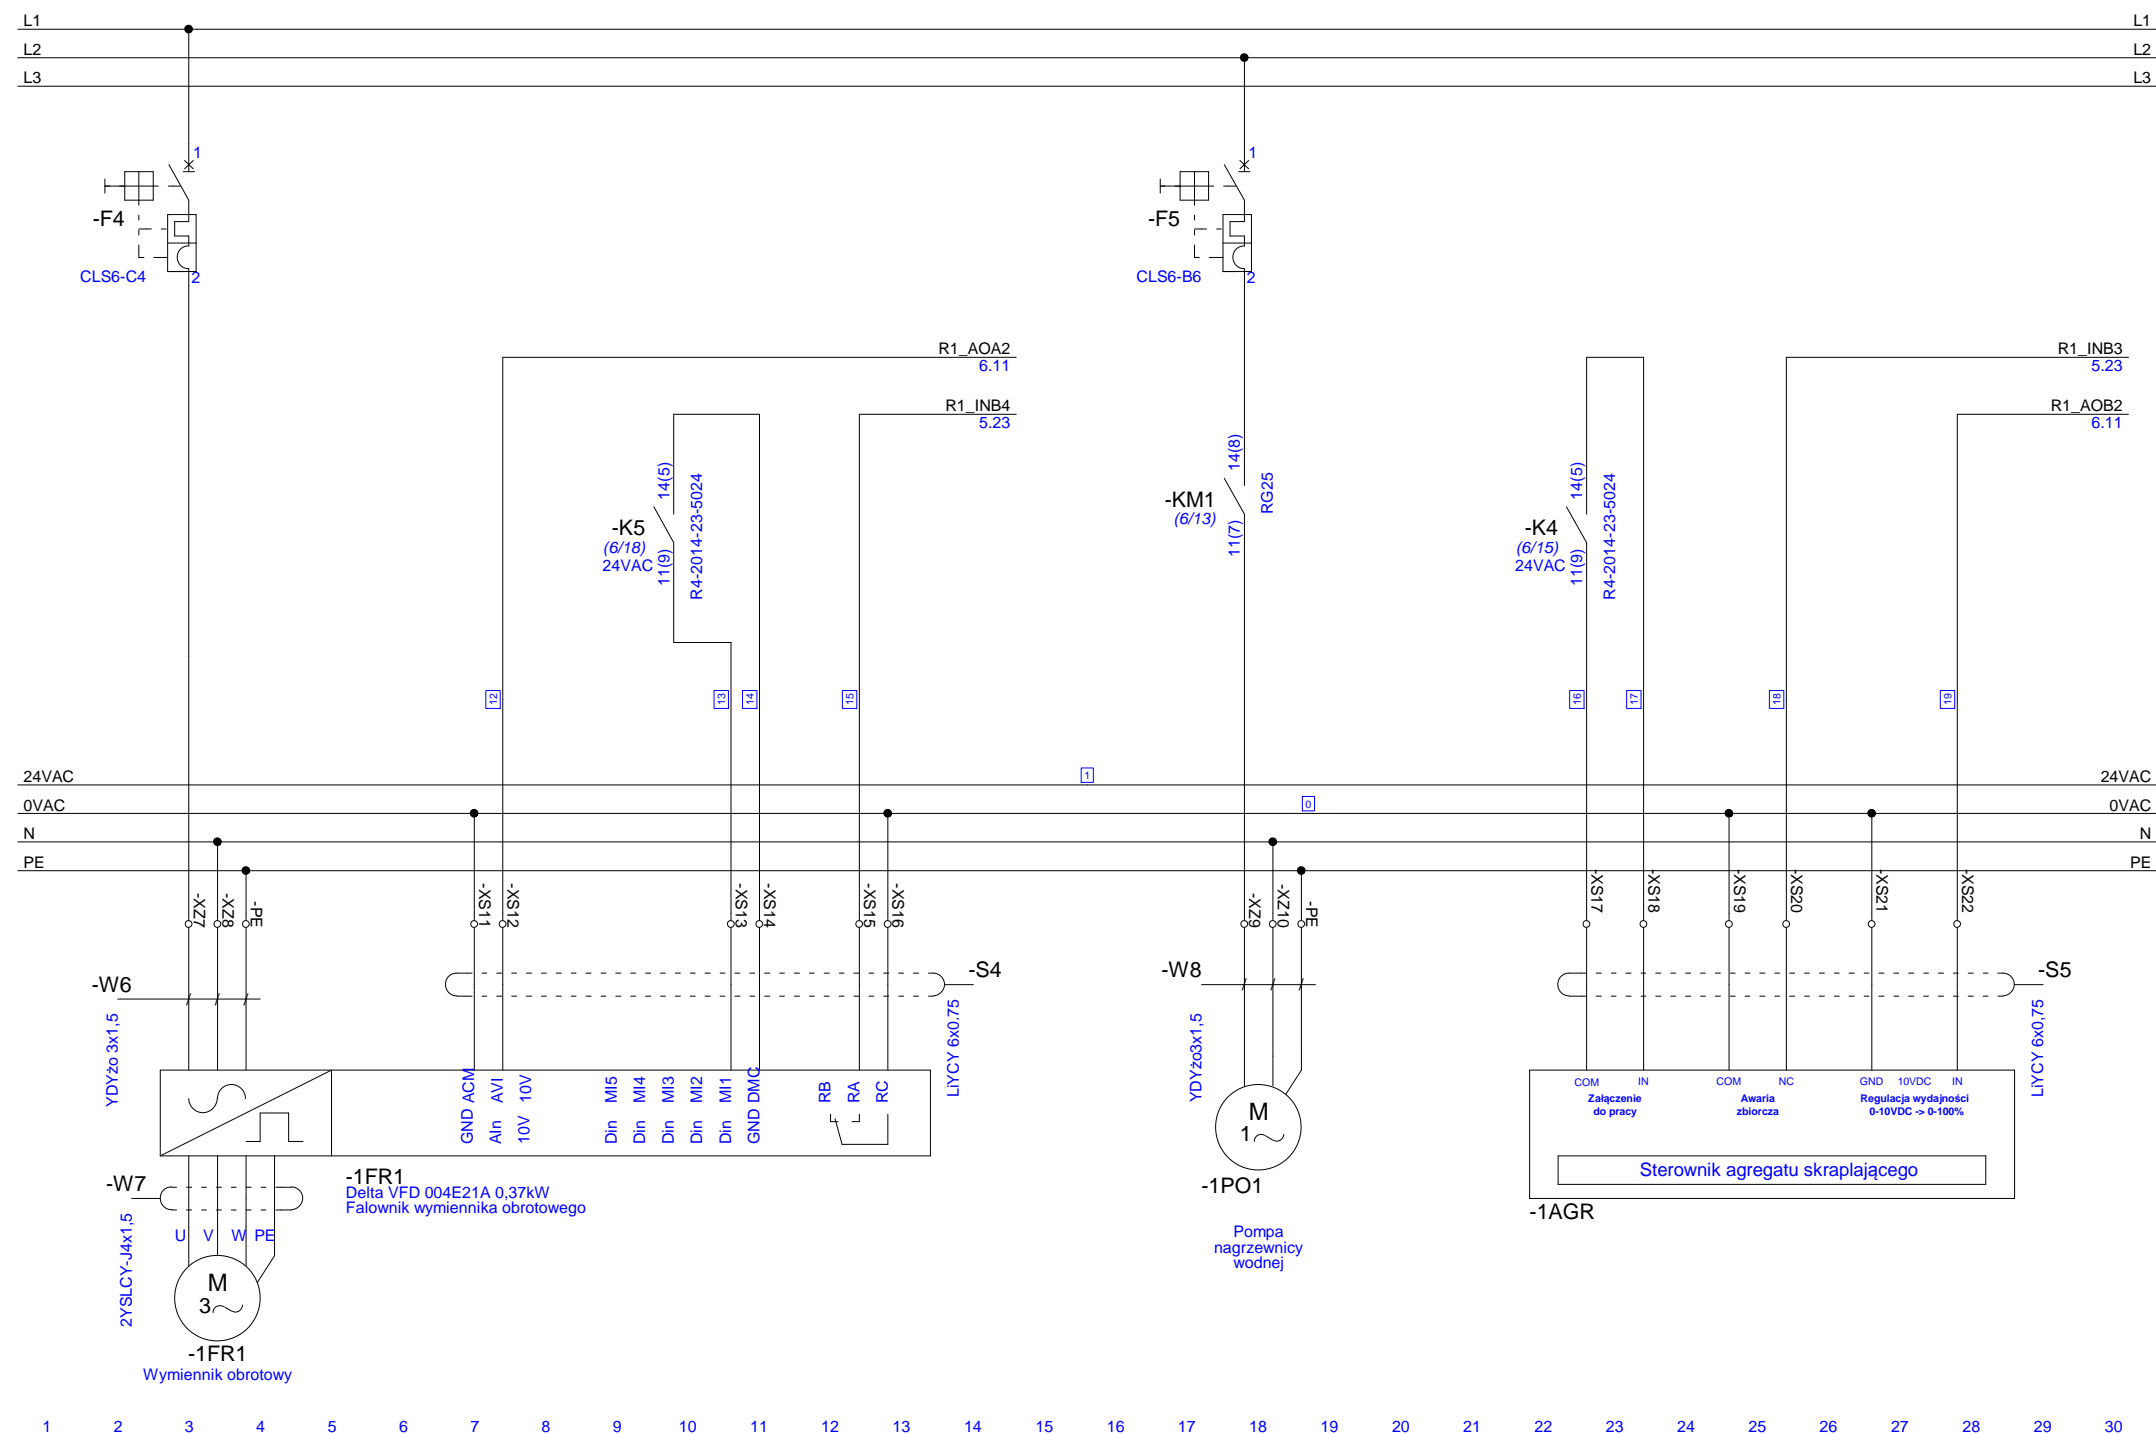 L1
L1
L2
L2
L3
L3
1
-F4
CLS6-C4
2
1
-F5
CLS6-B6
2
R1_AOA2
6.11
R1_INB4
5.23
R1_INB3
5.23
R1_AOB2
6.11
14(5)
-K5
(6/18)
24VAC
11(9)
R4-2014-23-5024
14(8)
-KM1
(6/13)
11(7)
RG25
14(5)
-K4
(6/15)
24VAC
11(9)
R4-2014-23-5024
12
13
14
15
16
17
18
19
24VAC
1
24VAC
0VAC
0
0VAC
N
N
PE
PE
-XZ7
-XZ8
-PE
-XS11
-XS12
-XS13
-XS14
-XS15
-XS16
-XZ9
-XZ10
-PE
-XS17
-XS18
-XS19
-XS20
-XS21
-XS22
-W6
YDYżo 3x1,5
-S4
LiYCY 6x0.75
-W8
YDYżo3x1,5
-S5
LiYCY 6x0,75
GND ACM
AIn AVI
10V 10V
Din MI5
Din MI4
Din MI3
Din MI2
Din MI1
GND DMC
RB
RA
RC
COM
IN
COM
NC
GND
10VDC
IN
Załączenie
do pracy
Awaria
zbiorcza
Regulacja wydajności
0-10VDC -> 0-100%
Sterownik agregatu skraplającego
-1AGR
-1FR1
Delta VFD 004E21A 0,37kW
Falownik wymiennika obrotowego
-W7
2YSLCY-J4x1,5
U
V
W
PE
M
3
-1FR1
Wymiennik obrotowy
M
1
-1PO1
Pompa
nagrzewnicy
wodnej
1 2 3 4 5 6 7 8 9 10 11 12 13 14 15 16 17 18 19 20 21 22 23 24 25 26 27 28 29 30